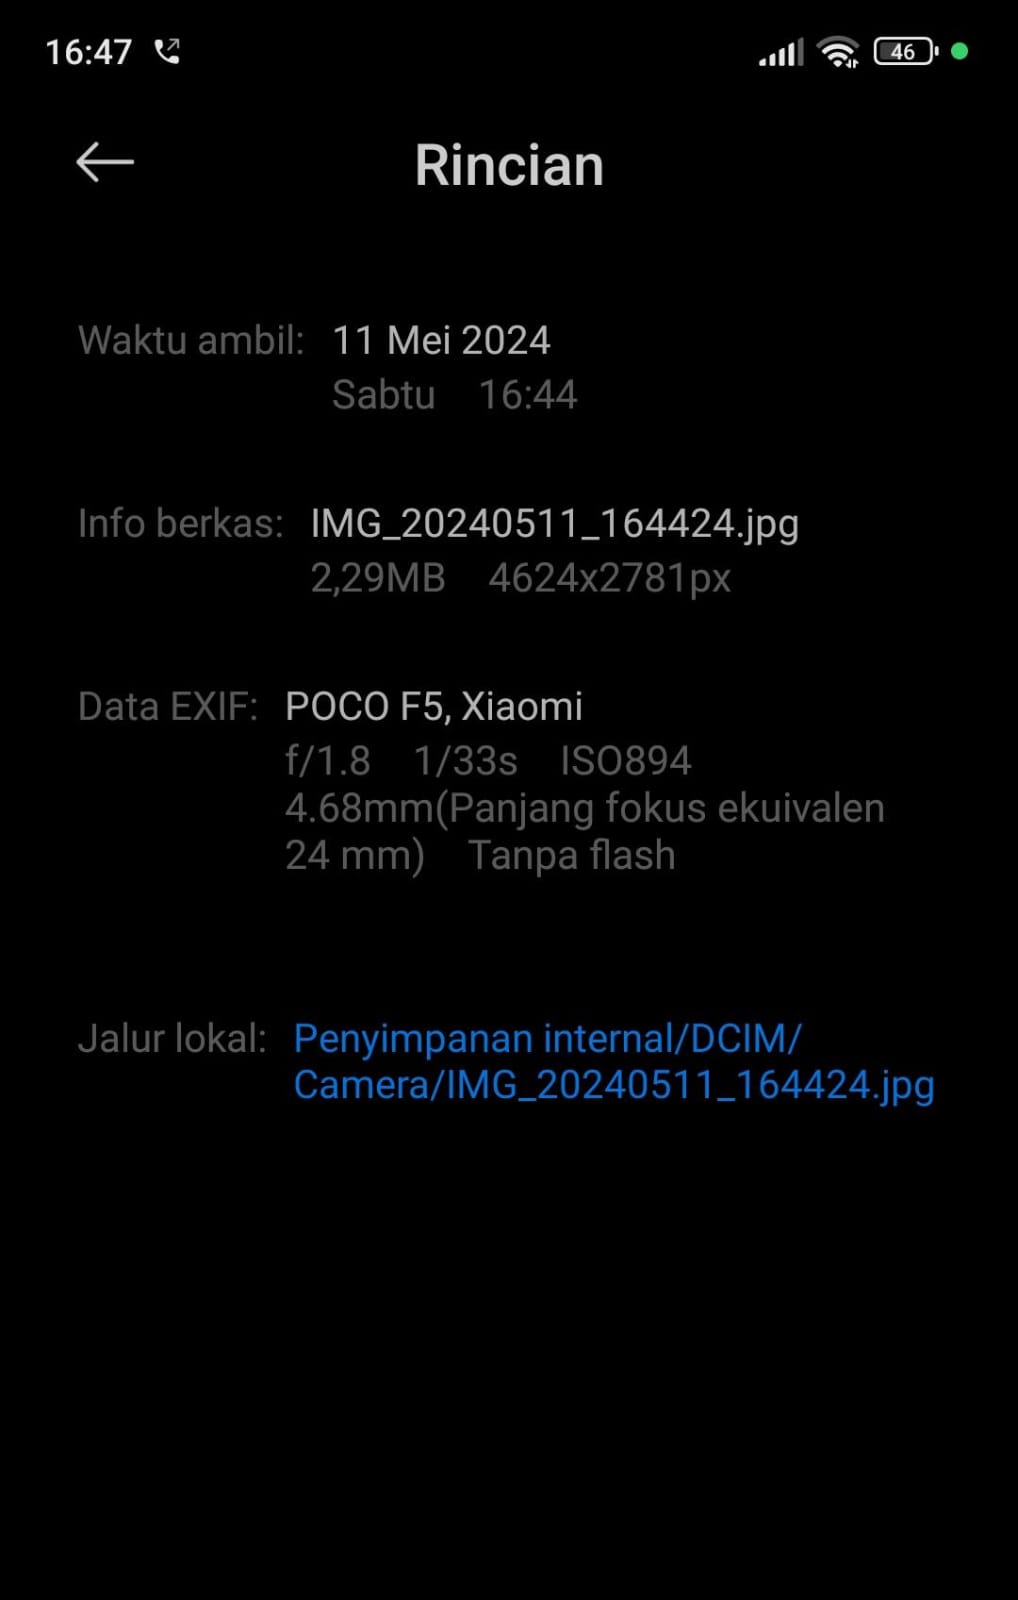 16:47
46
Rincian
Waktu ambil: 11 Mei 2024
Sabtu 16:44
Info berkas: IMG_20240511_164424.jpg
2,29MB 4624x2781px
Data EXIF: POCO F5, Xiaomi
f/1.8 1/33s ISO894
4.68mm(Panjang fokus ekuivalen
24 mm) Tanpa flash
Jalur lokal: Penyimpanan internal/DCIM/
Camera/IMG_20240511_164424.jpg